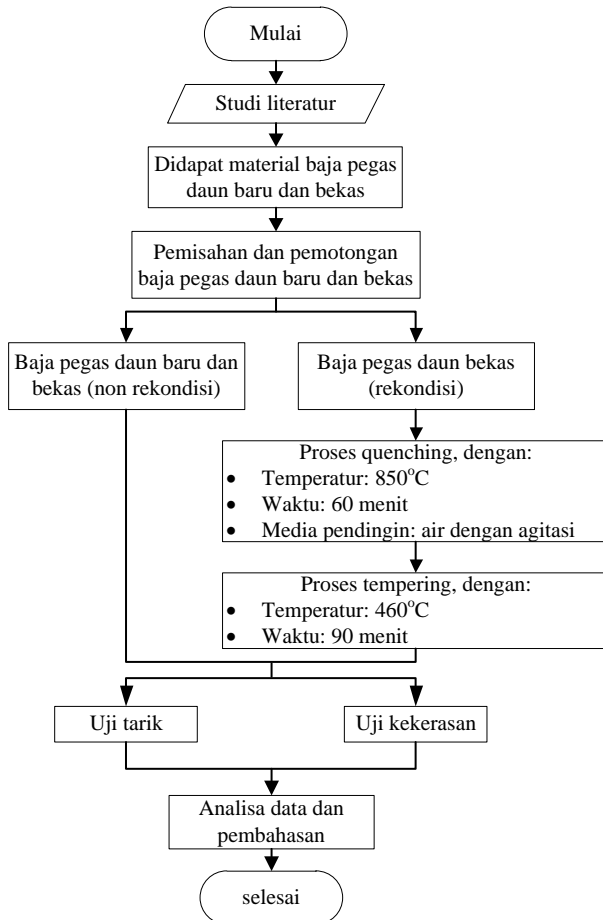 Mulai
Studi literatur
Didapat material baja pegas
daun baru dan bekas
Pemisahan dan pemotongan
baja pegas daun baru dan bekas
Baja pegas daun baru dan
bekas (non rekondisi)
Baja pegas daun bekas
(rekondisi)
Proses quenching, dengan:
• Temperatur: 850°C
• Waktu: 60 menit
• Media pendingin: air dengan agitasi
Proses tempering, dengan:
• Temperatur: 460°C
• Waktu: 90 menit
Uji tarik
Uji kekerasan
Analisa data dan
pembahasan
selesai